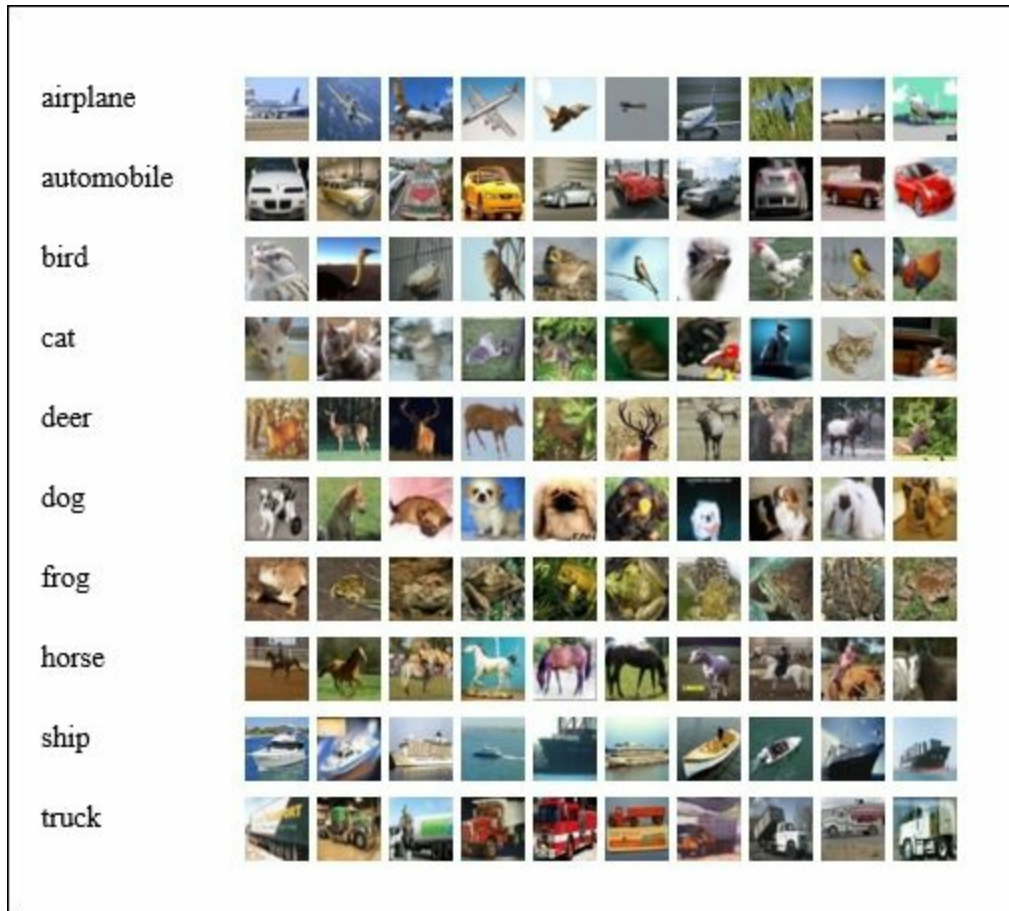 airplane
automobile
bird
cat
deer
dog
frog
horse
ship
truck